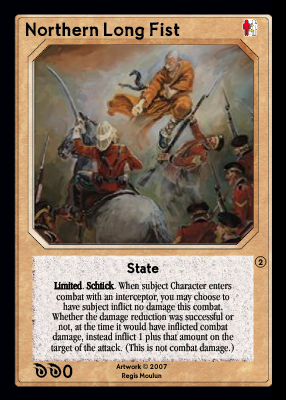 Northern Long Fist
State
2
Limited. Schtick. When subject Character enters
combat with an interceptor, you may choose to
have subject inflict no damage this combat.
Whether the damage reduction was successful or
not, at the time it would have inflicted combat
damage, instead inflict 1 plus that amount on the
target of the attack. (This is not combat damage.)
0
Artwork © 2007
Regis Moulun